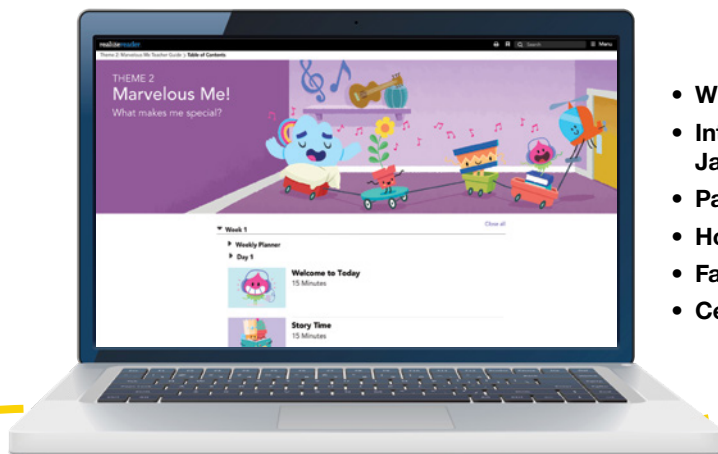 realizereader
Search
Menu
Theme 2: Marvelous Me Teacher Guide > Table of Contents
THEME 2
Marvelous Me!
What makes me special?
Close all
Week 1
Weekly Planner
Day 1
Welcome to Today
15 Minutes
Story Time
15 Minutes
• W
• In
Ja
• Pa
• Ho
• Fa
• Ce